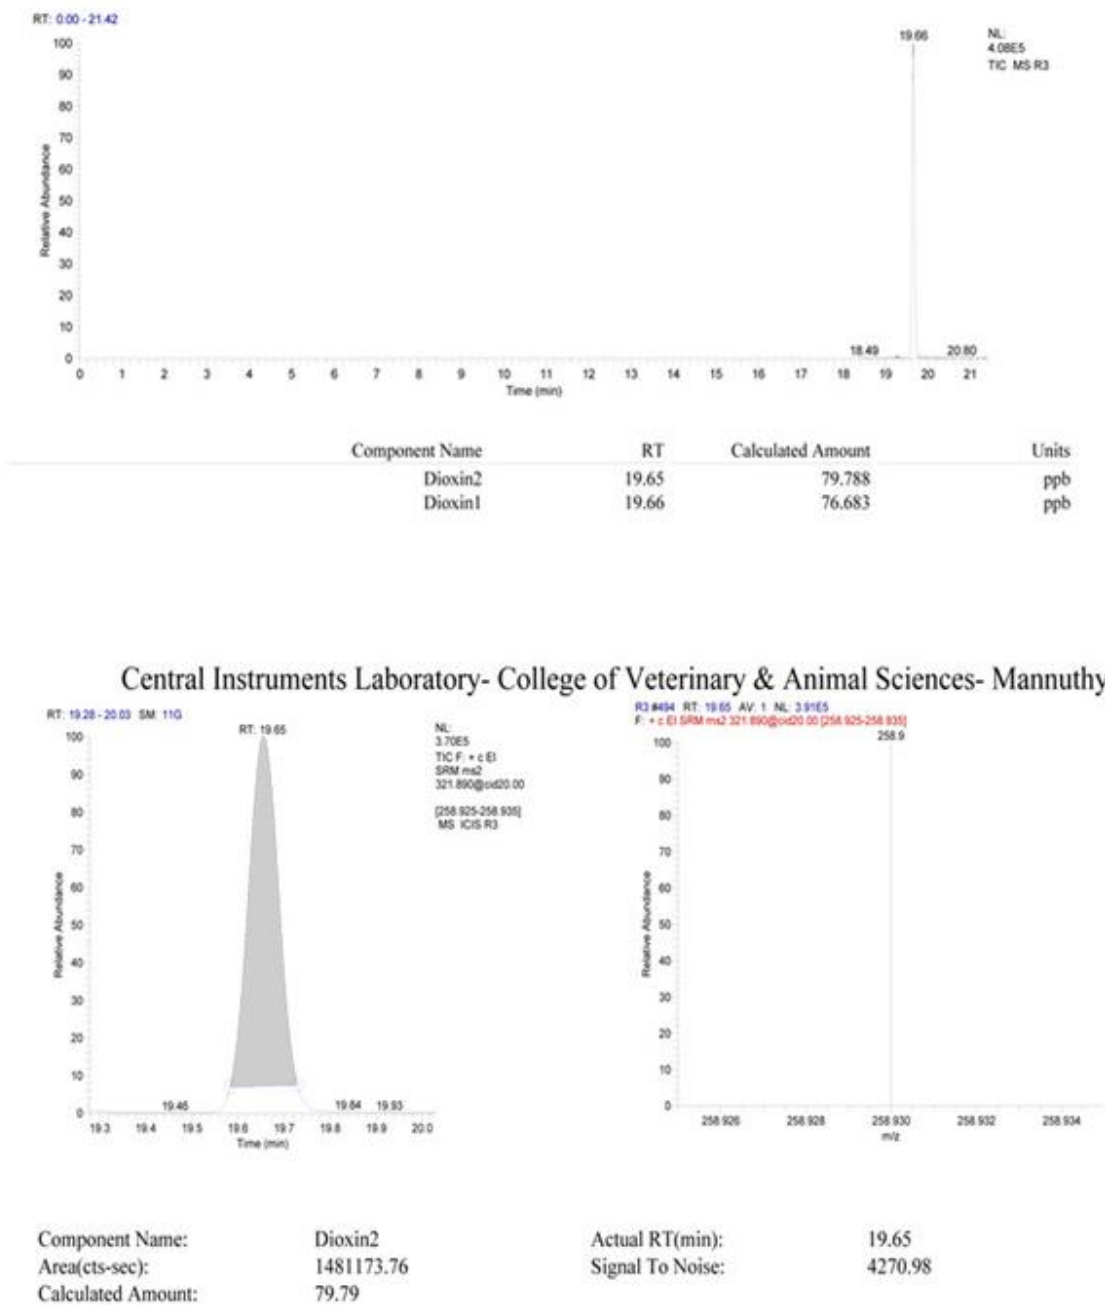 RT: 0.00 - 21.42
19.66
NL:
4.08E5
TIC MS R3
100
90
80
70
60
50
40
30
20
10
0
Relative Abundance
18.49
20.80
0 1 2 3 4 5 6 7 8 9 10 11 12 13 14 15 16 17 18 19 20 21
Time (min)
Component Name RT Calculated Amount Units
Dioxin2 19.65 79.788 ppb
Dioxin1 19.66 76.683 ppb
Central Instruments Laboratory- College of Veterinary & Animal Sciences- Mannuthy
RT: 19.28 - 20.03 SM: 11G
RT: 19.65
NL:
3.70E5
TIC F: + c EI
SRM ms2
321.890@cid20.00
[258.925-258.935]
MS ICIS R3
100
90
80
70
60
50
40
30
20
10
0
Relative Abundance
19.46
19.84
19.93
19.3 19.4 19.5 19.6 19.7 19.8 19.9 20.0
Time (min)
R3 #494 RT: 19.65 AV: 1 NL: 3.91E5
F: + c EI SRM ms2 321.890@cid20.00 [258.925-258.935]
258.9
100
90
80
70
60
50
40
30
20
10
0
Relative Abundance
258.926 258.928 258.930 258.932 258.934
m/z
Component Name: Dioxin2 Actual RT(min): 19.65
Area(cts-sec): 1481173.76 Signal To Noise: 4270.98
Calculated Amount: 79.79